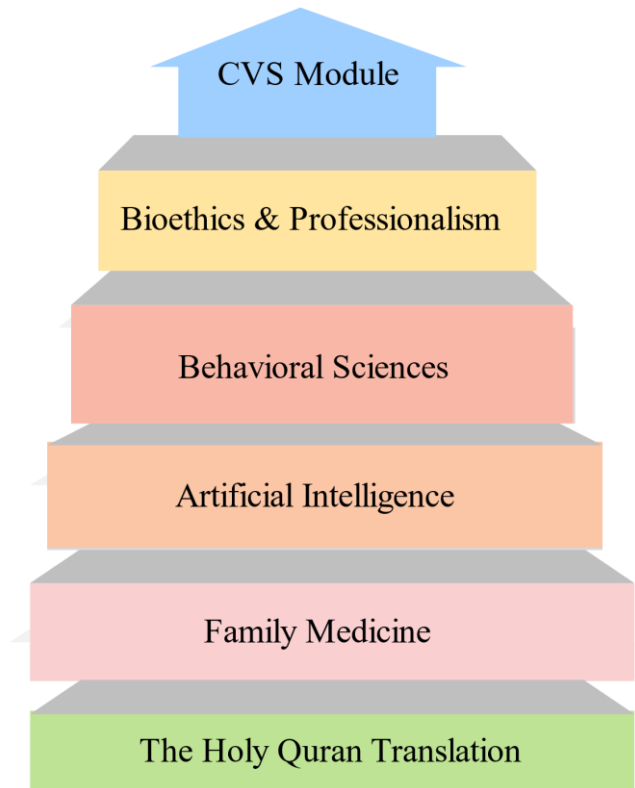 CVS Module
Bioethics & Professionalism
Behavioral Sciences
Artificial Intelligence
Family Medicine
The Holy Quran Translation